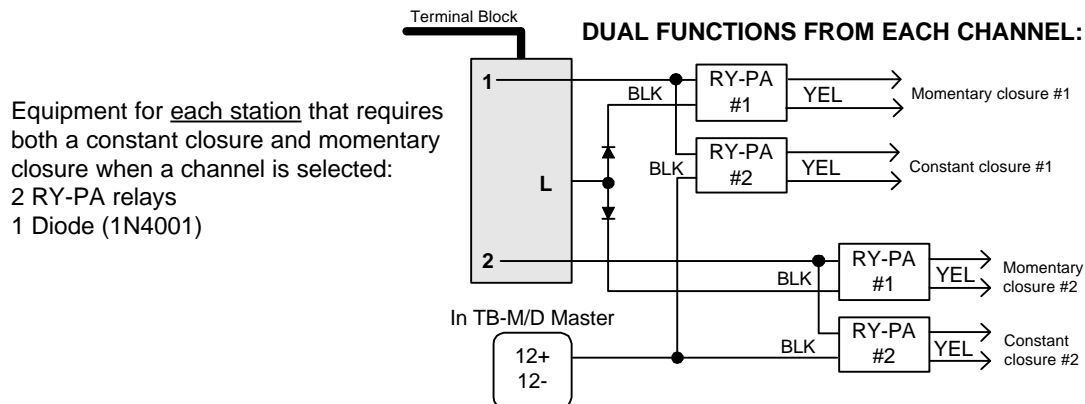 Terminal Block
DUAL FUNCTIONS FROM EACH CHANNEL:
Equipment for each station that requires
both a constant closure and momentary
closure when a channel is selected:
2 RY-PA relays
1 Diode (1N4001)
1
L
2
BLK
RY-PA
#1
YEL
Momentary closure #1
BLK
RY-PA
#2
YEL
Constant closure #1
BLK
RY-PA
#1
YEL
Momentary
closure #2
In TB-M/D Master
12+
12-
BLK
RY-PA
#2
YEL
Constant
closure #2